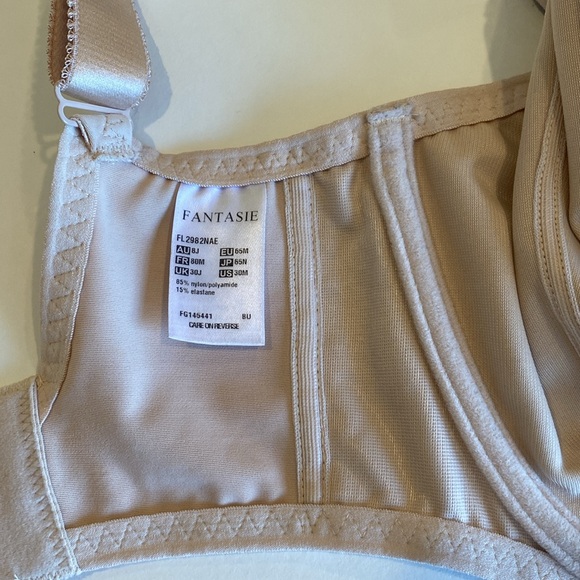 FANTASIE
FL2982NAE
AU 8J EU 65M
FR 80M JP 65N
UK 30J US 30M
85% nylon/polyamide
15% elastane
FG145441 BU
CARE ON REVERSE